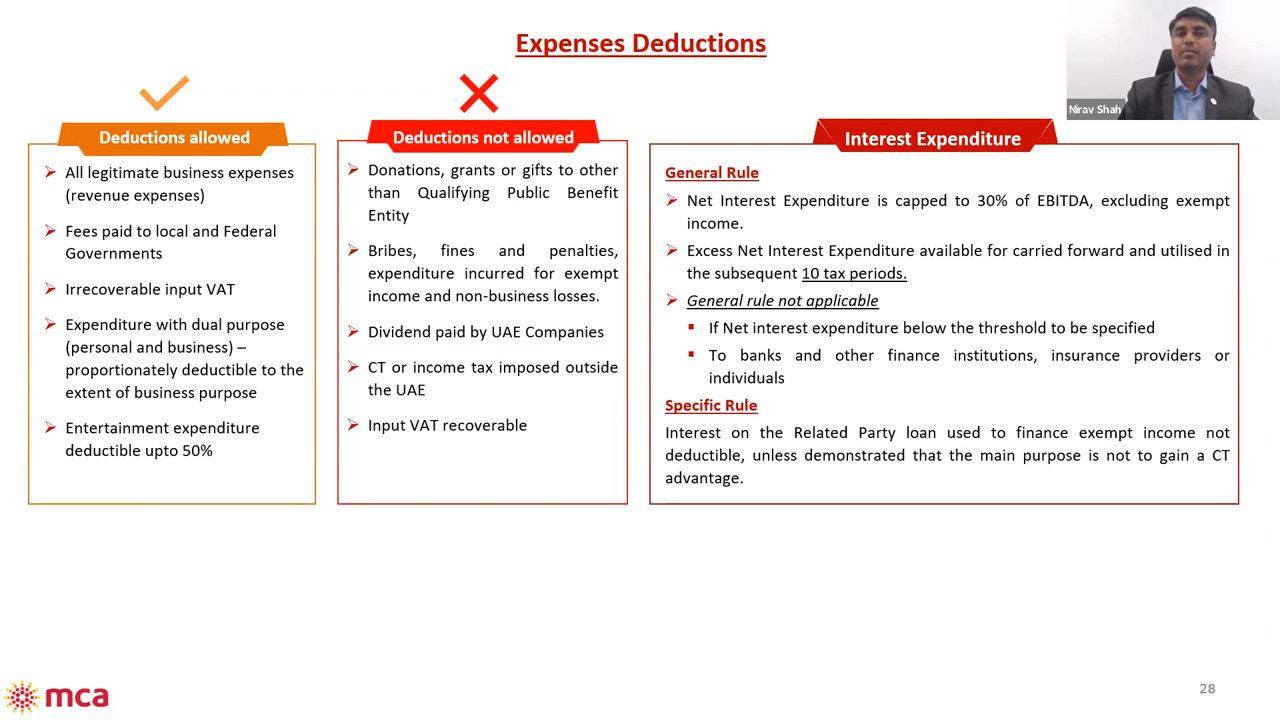 Expenses Deductions
Nirav Shah
Deductions allowed
All legitimate business expenses
(revenue expenses)
Fees paid to local and Federal
Governments
Irrecoverable input VAT
Expenditure with dual purpose
(personal and business) –
proportionately deductible to the
extent of business purpose
Entertainment expenditure
deductible upto 50%
Deductions not allowed
Donations, grants or gifts to other
than Qualifying Public Benefit
Entity
Bribes, fines and penalties,
expenditure incurred for exempt
income and non-business losses.
Dividend paid by UAE Companies
CT or income tax imposed outside
the UAE
Input VAT recoverable
Interest Expenditure
General Rule
Net Interest Expenditure is capped to 30% of EBITDA, excluding exempt
income.
Excess Net Interest Expenditure available for carried forward and utilised in
the subsequent 10 tax periods.
General rule not applicable
If Net interest expenditure below the threshold to be specified
To banks and other finance institutions, insurance providers or
individuals
Specific Rule
Interest on the Related Party loan used to finance exempt income not
deductible, unless demonstrated that the main purpose is not to gain a CT
advantage.
mca
28